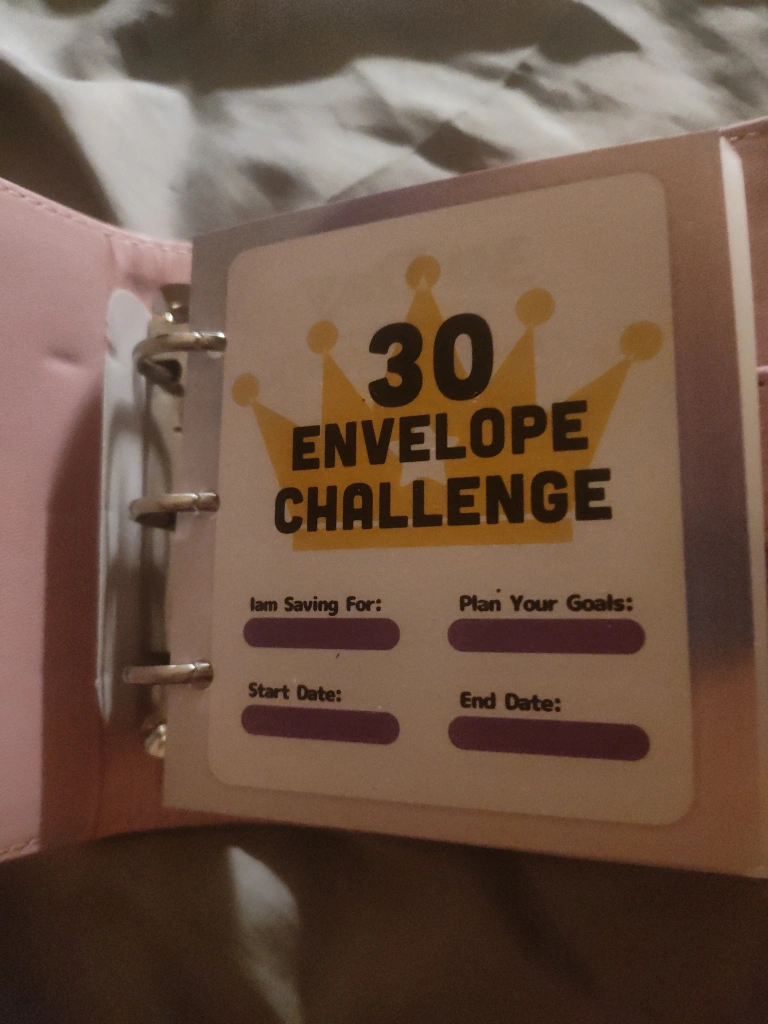 30
ENVELOPE
CHALLENGE
Iam Saving For:
Plan Your Goals:
Start Date:
End Date: